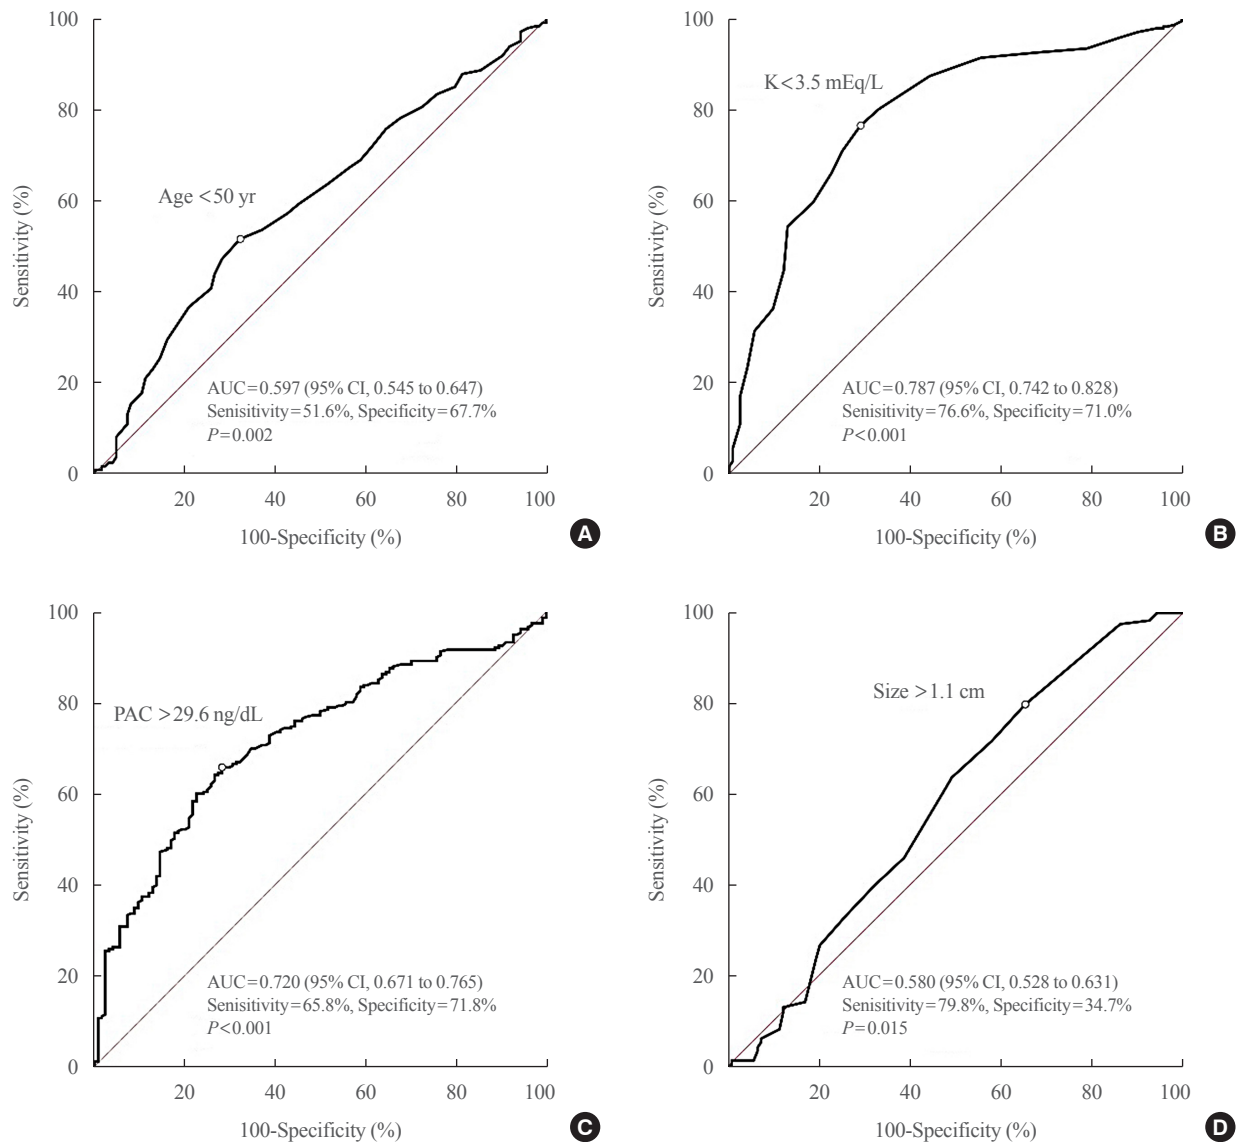 100
80
60
40
20
0
Sensitivity (%)
Age <50 yr
AUC=0.597 (95% CI, 0.545 to 0.647)
Senisitivity=51.6%, Specificity=67.7%
P=0.002
20 40 60 80 100
100-Specificity (%)
A
100
80
60
40
20
0
Sensitivity (%)
K<3.5 mEq/L
AUC=0.787 (95% CI, 0.742 to 0.828)
Senisitivity=76.6%, Specificity=71.0%
P<0.001
20 40 60 80 100
100-Specificity (%)
B
100
80
60
40
20
0
Sensitivity (%)
PAC >29.6 ng/dL
AUC=0.720 (95% CI, 0.671 to 0.765)
Senisitivity=65.8%, Specificity=71.8%
P<0.001
20 40 60 80 100
100-Specificity (%)
C
100
80
60
40
20
0
Sensitivity (%)
Size >1.1 cm
AUC=0.580 (95% CI, 0.528 to 0.631)
Senisitivity=79.8%, Specificity=34.7%
P=0.015
20 40 60 80 100
100-Specificity (%)
D